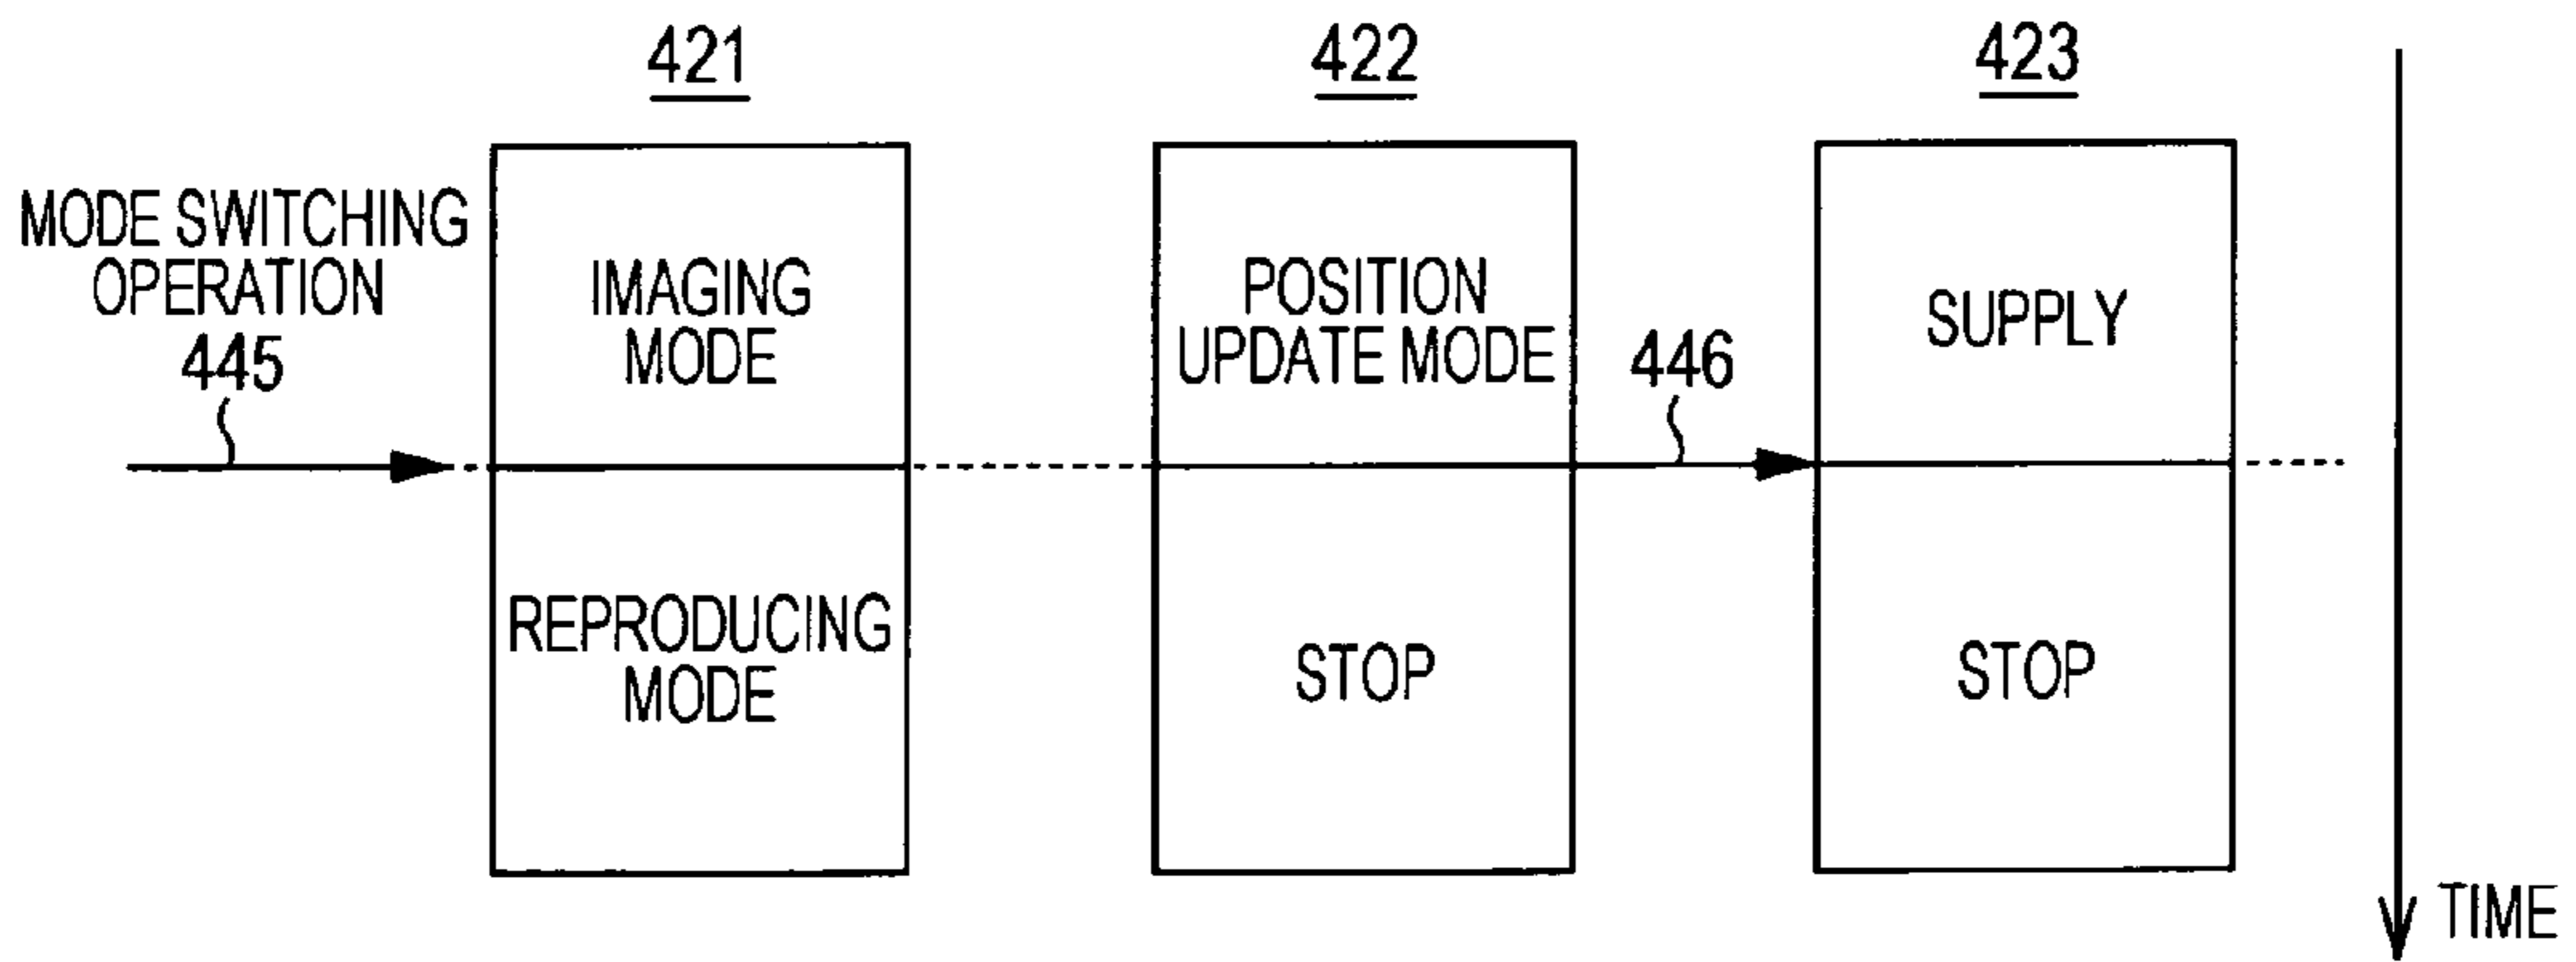 421
422
423
MODE SWITCHING
OPERATION
445
IMAGING
MODE
POSITION
UPDATE MODE
446
SUPPLY
REPRODUCING
MODE
STOP
STOP
TIME